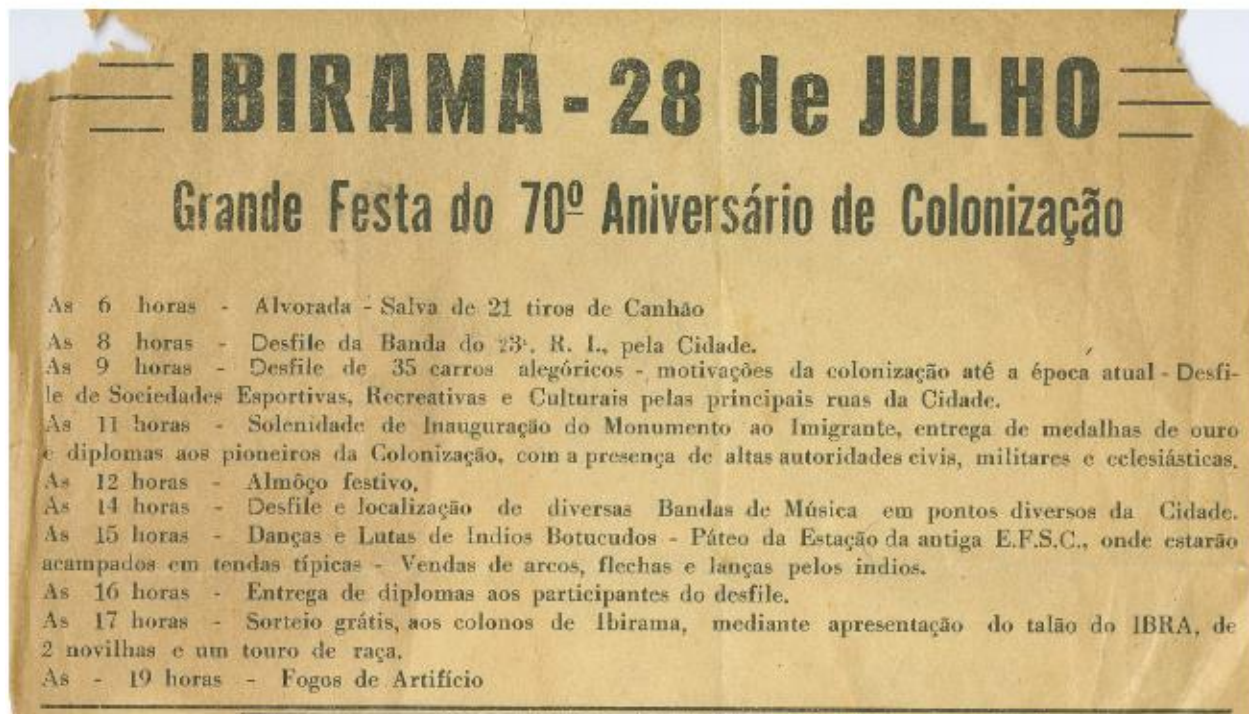 IBIRAMA - 28 de JULHO
Grande Festa do 70º Aniversário de Colonização
As 6 horas - Alvorada - Salva de 21 tiros de Canhão
As 8 horas - Desfile da Banda do 23º. R. I., pela Cidade.
As 9 horas - Desfile de 35 carros alegóricos - motivações da colonização até a época atual - Desfi-
le de Sociedades Esportivas, Recreativas e Culturais pelas principais ruas da Cidade.
As 11 horas - Solenidade de Inauguração do Monumento ao Imigrante, entrega de medalhas de ouro
e diplomas aos pioneiros da Colonização, com a presença de altas autoridades civis, militares e eclesiásticas.
As 12 horas - Almôço festivo.
As 14 horas - Desfile e localização de diversas Bandas de Música em pontos diversos da Cidade.
As 15 horas - Danças e Lutas de Indios Botucudos - Páteo da Estação da antiga E.F.S.C., onde estarão
acampados em tendas típicas - Vendas de arcos, flechas e lanças pelos indios.
As 16 horas - Entrega de diplomas aos participantes do desfile.
As 17 horas - Sorteio grátis, aos colonos de Ibirama, mediante apresentação do talão do IBRA, de
2 novilhas e um touro de raça.
As - 19 horas - Fogos de Artifício